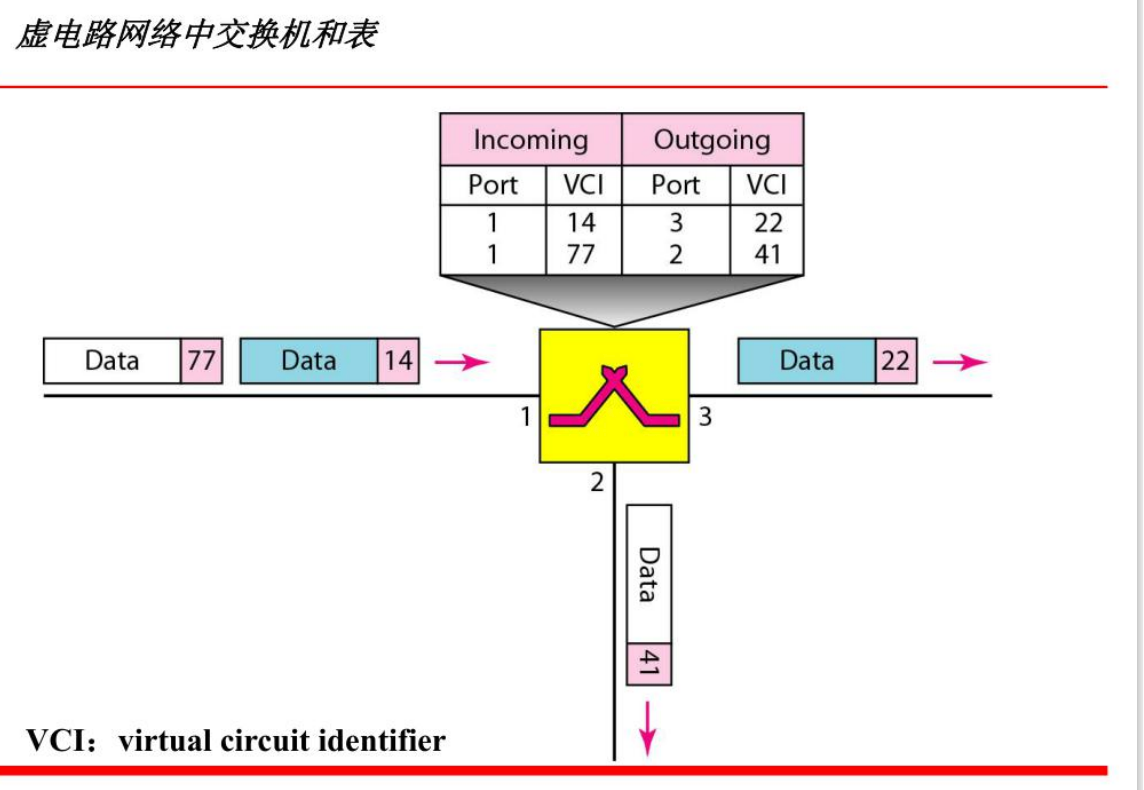 虚电路网络中交换机和表
Incoming Outgoing
Port VCI Port VCI
1 14 3 22
1 77 2 41
Data 77 Data 14 Data 22
1 3
2
Data 41
VCI：virtual circuit identifier